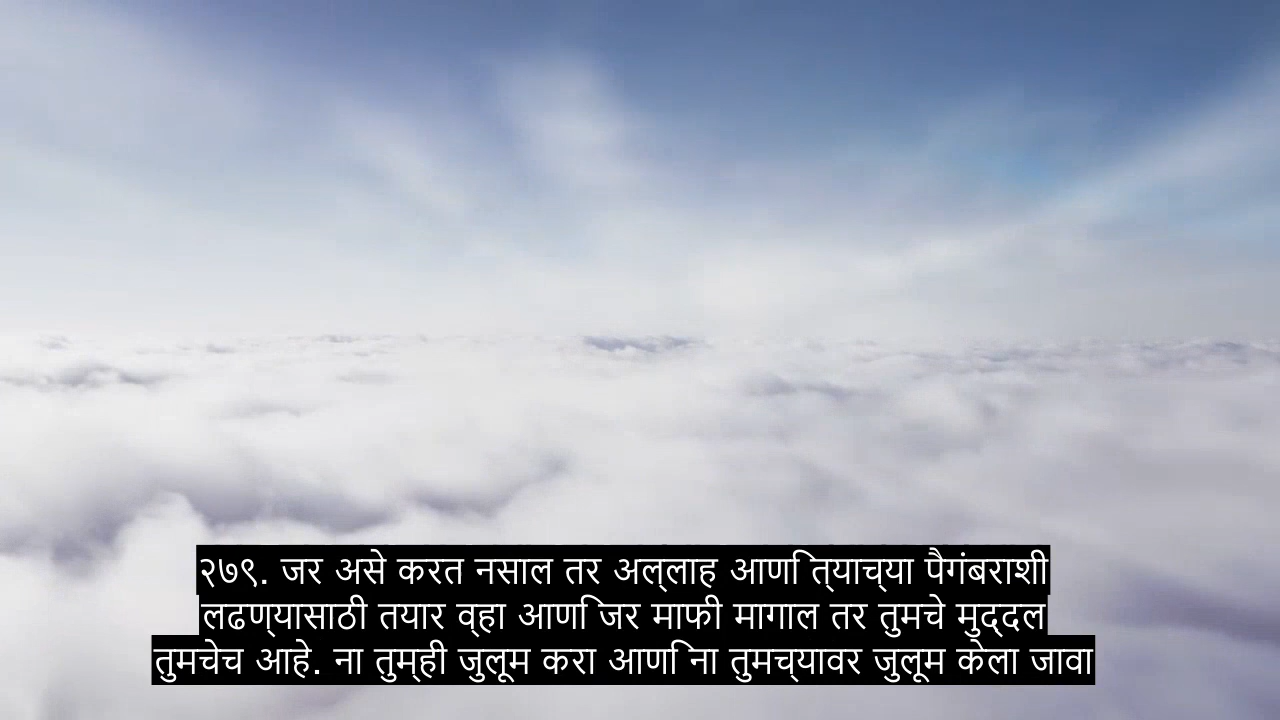 २७९. जर असे करत नसाल तर अल्लाह आणि त्याच्या पैगंबराशी
लढण्यासाठी तयार व्हा आणि जर माफी मागाल तर तुमचे मुद्दल
तुमचेच आहे. ना तुम्ही जुलूम करा आणि ना तुमच्यावर जुलूम केला जावा